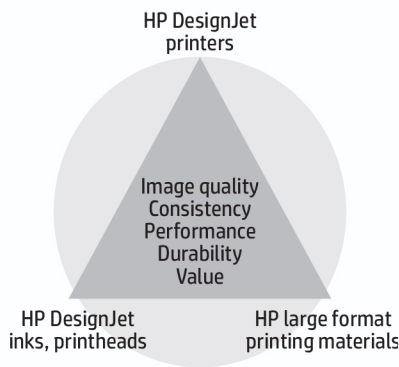 HP DesignJet
printers
Image quality
Consistency
Performance
Durability
Value
HP DesignJet
inks, printheads
HP large format
printing materials